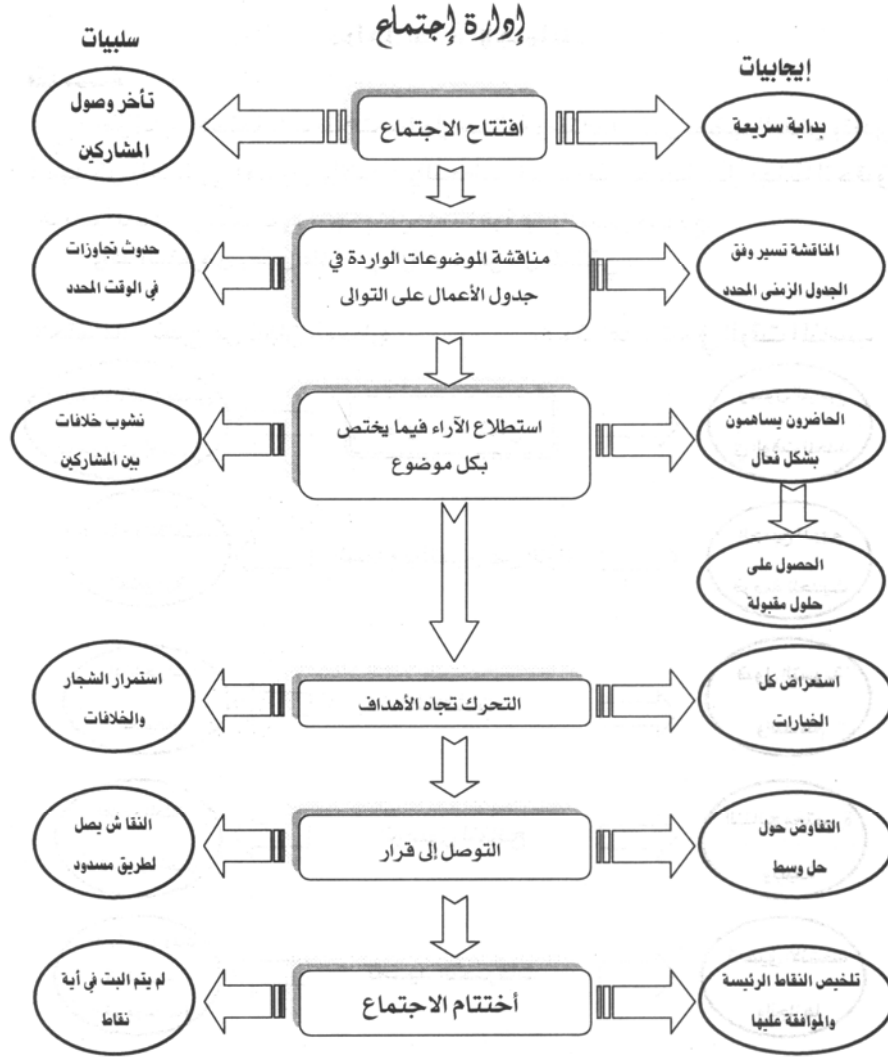 إدارة إجتماع
إيجابيات
سلبيات
بداية سريعة
افتتاح الاجتماع
تأخر وصول
المشاركين
المناقشة تسير وفق
الجدول الزمنى المحدد
مناقشة الموضوعات الواردة في
جدول الأعمال على التوالى
حدوث تجاوزات
في الوقت المحدد
الحاضرون يساهمون
بشكل فعال
استطلاع الآراء فيما يختص
بكل موضوع
نشوب خلافات
بين المشاركين
الحصول على
حلول مقبولة
استعراض كل
الخيارات
التحرك تجاه الأهداف
استمرار الشجار
والخلافات
التفاوض حول
حل وسط
التوصل إلى قرار
النقاش يصل
لطريق مسدود
تلخيص النقاط الرئيسة
والموافقة عليها
أختتام الاجتماع
لم يتم البت في أية
نقاط